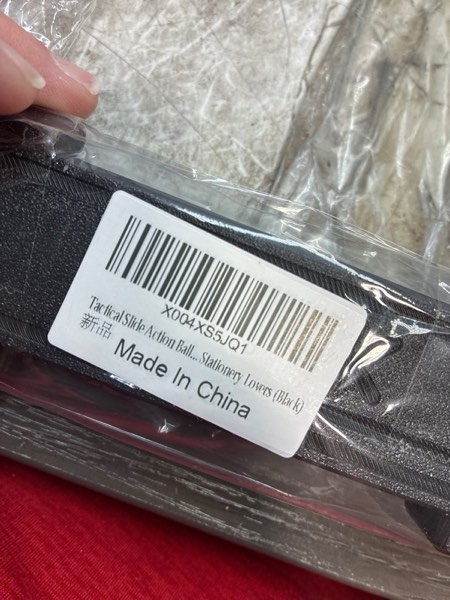 X004XS5JQ1
Tactical Slide Action Ball... Stationery Lovers (Black)
新品
Made In China